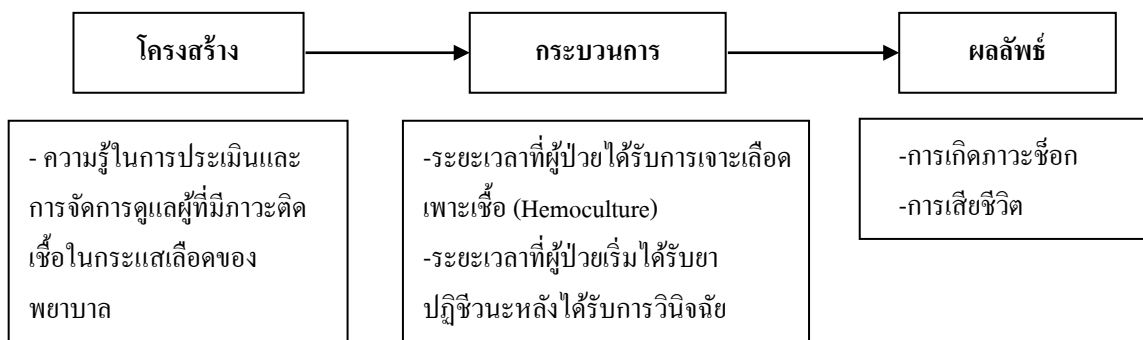 โครงสร้าง
กระบวนการ
ผลลัพธ์
- ความรู้ในการประเมินและ
การจัดการดูแลผู้ที่มีภาวะติด
เชื้อในกระแสเลือดของ
พยาบาล
-ระยะเวลาที่ผู้ป่วยได้รับการเจาะเลือด
เพาะเชื้อ (Hemoculture)
-ระยะเวลาที่ผู้ป่วยเริ่มได้รับยา
ปฏิชีวนะหลังได้รับการวินิจฉัย
-การเกิดภาวะช็อก
-การเสียชีวิต